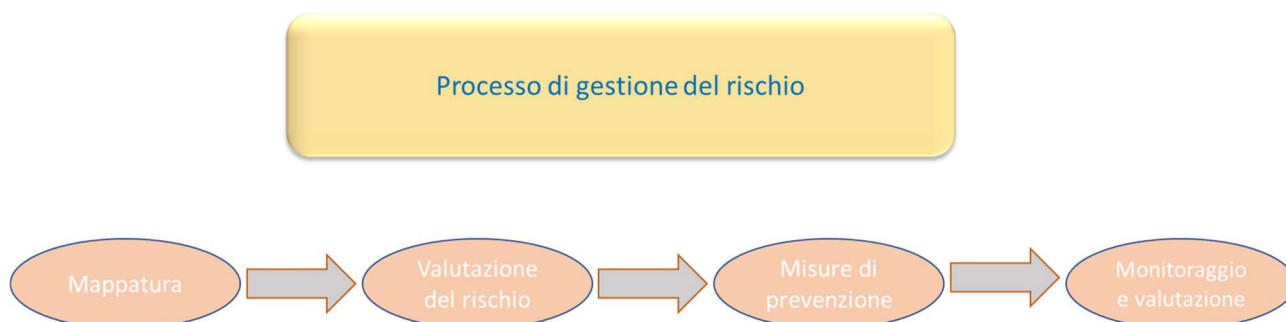 Processo di gestione del rischio
Mappatura
Valutazione
del rischio
Misure di
prevenzione
Monitoraggio
e valutazione